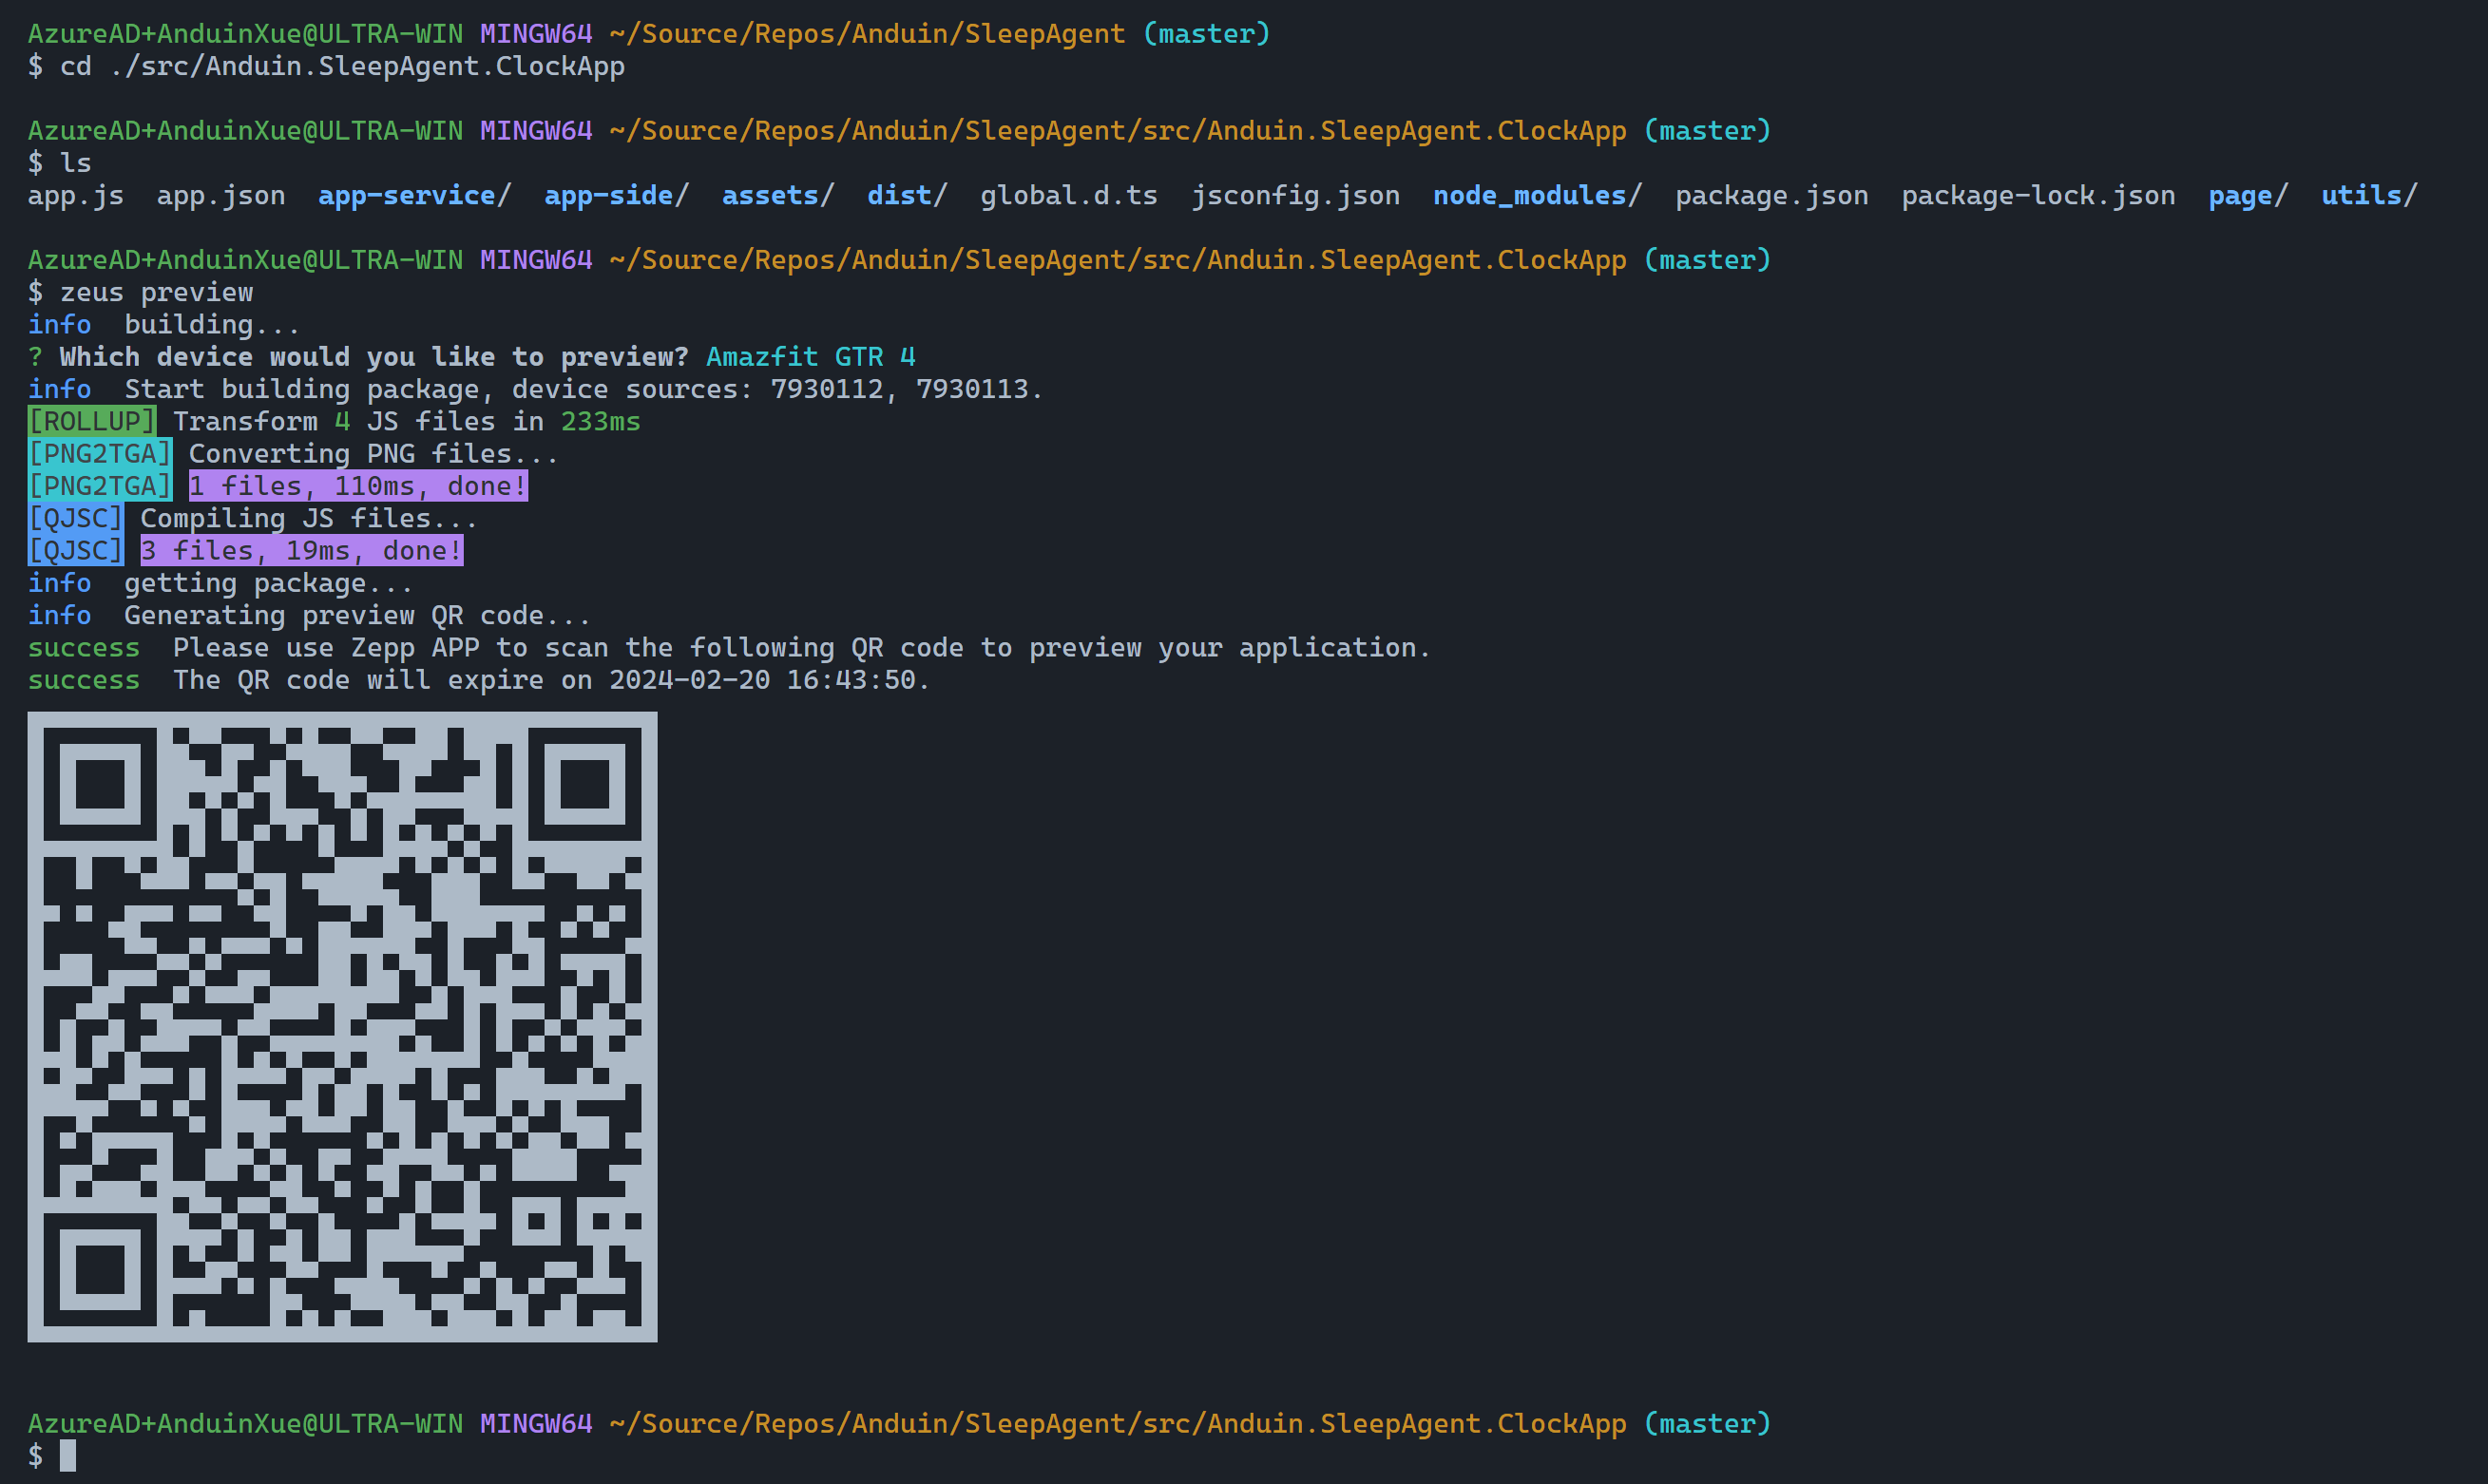 AzureAD+AnduinXue@ULTRA-WIN MINGW64 ~/Source/Repos/Anduin/SleepAgent (master)
$ cd ./src/Anduin.SleepAgent.ClockApp
AzureAD+AnduinXue@ULTRA-WIN MINGW64 ~/Source/Repos/Anduin/SleepAgent/src/Anduin.SleepAgent.ClockApp (master)
$ ls
app.js  app.json  app-service/  app-side/  assets/  dist/  global.d.ts  jsconfig.json  node_modules/  package.json  package-lock.json  page/  utils/
AzureAD+AnduinXue@ULTRA-WIN MINGW64 ~/Source/Repos/Anduin/SleepAgent/src/Anduin.SleepAgent.ClockApp (master)
$ zeus preview
info  building...
? Which device would you like to preview? Amazfit GTR 4
info  Start building package, device sources: 7930112, 7930113.
[ROLLUP] Transform 4 JS files in 233ms
[PNG2TGA] Converting PNG files...
[PNG2TGA] 1 files, 110ms, done!
[QJSC] Compiling JS files...
[QJSC] 3 files, 19ms, done!
info  getting package...
info  Generating preview QR code...
success  Please use Zepp APP to scan the following QR code to preview your application.
success  The QR code will expire on 2024-02-20 16:43:50.
AzureAD+AnduinXue@ULTRA-WIN MINGW64 ~/Source/Repos/Anduin/SleepAgent/src/Anduin.SleepAgent.ClockApp (master)
$